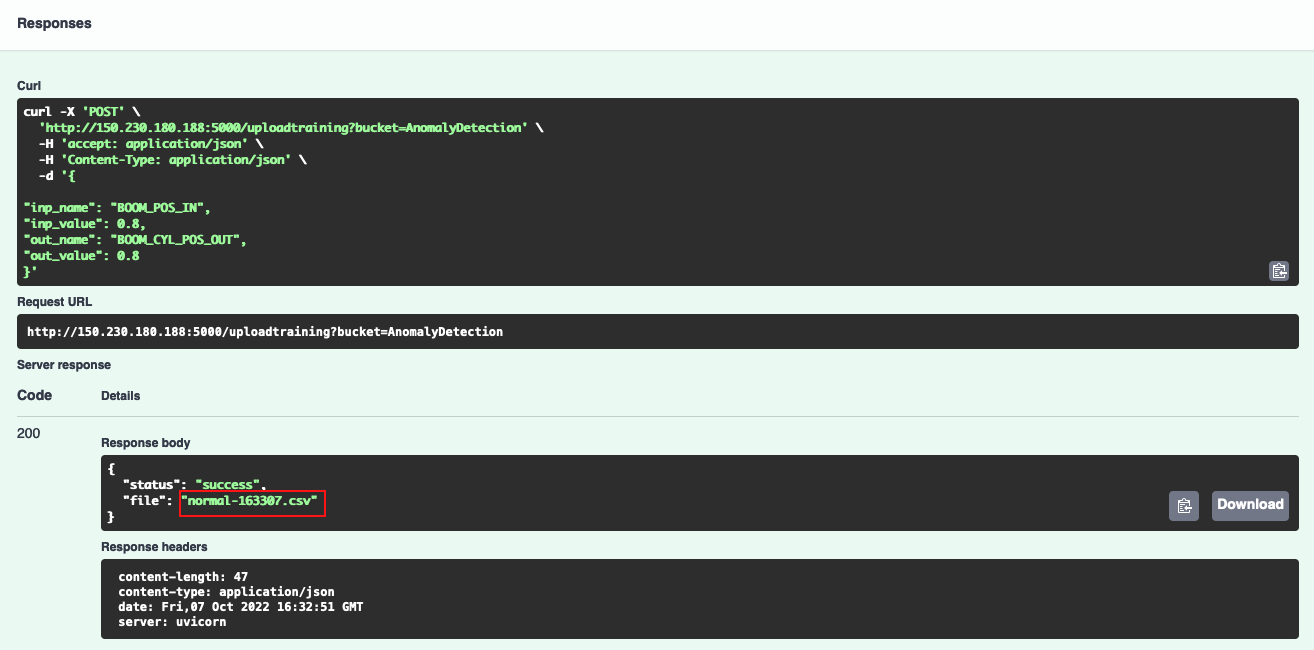 Responses
Curl
curl -X 'POST' \
'http://150.230.180.188:5000/uploadtraining?bucket=AnomalyDetection' \
-H 'accept: application/json' \
-H 'Content-Type: application/json' \
-d '{
"inp_name": "BOOM_POS_IN",
"inp_value": 0.8,
"out_name": "BOOM_CYL_POS_OUT",
"out_value": 0.8
}'
Request URL
http://150.230.180.188:5000/uploadtraining?bucket=AnomalyDetection
Server response
Code Details
200
Response body
{
"status": "success",
"file": "normal-163307.csv"
}
Download
Response headers
content-length: 47
content-type: application/json
date: Fri,07 Oct 2022 16:32:51 GMT
server: uvicorn